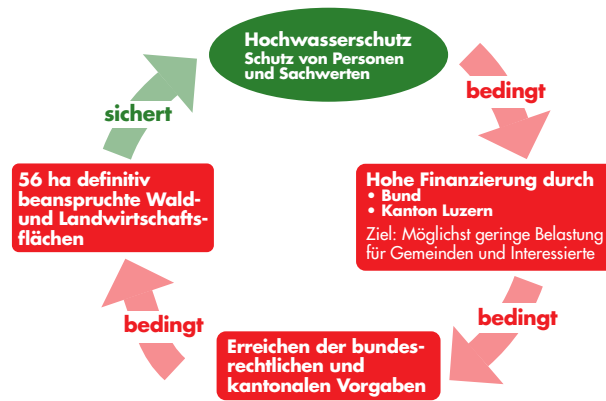 Hochwasserschutz
Schutz von Personen
und Sachwerten
bedingt
Hohe Finanzierung durch
• Bund
• Kanton Luzern
Ziel: Möglichst geringe Belastung
für Gemeinden und Interessierte
bedingt
Erreichen der bundes-
rechtlichen und
kantonalen Vorgaben
bedingt
56 ha definitiv
beanspruchte Wald-
und Landwirtschafts-
flächen
sichert